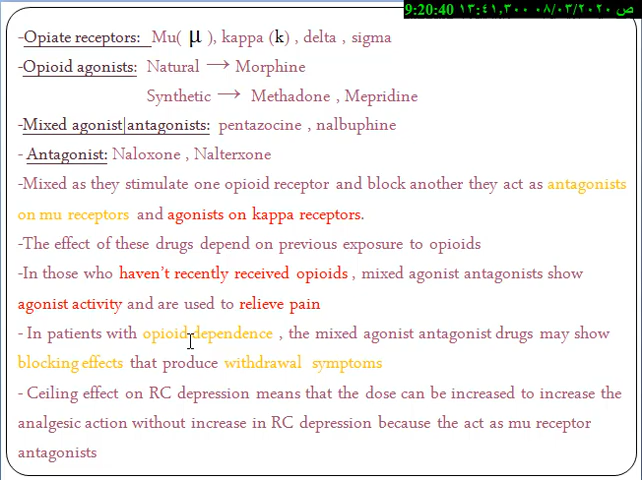 9:20:40 ٠٨/٠٣/٢٠٢٠ ١٣:٤١,٣٠٠ ص
-Opiate receptors: Mu( μ ), kappa (k) , delta , sigma
-Opioid agonists: Natural → Morphine
Synthetic → Methadone , Mepridine
-Mixed agonist|antagonists: pentazocine , nalbuphine
- Antagonist: Naloxone , Nalterxone
-Mixed as they stimulate one opioid receptor and block another they act as antagonists
on mu receptors and agonists on kappa receptors.
-The effect of these drugs depend on previous exposure to opioids
-In those who haven't recently received opioids , mixed agonist antagonists show
agonist activity and are used to relieve pain
- In patients with opioid dependence , the mixed agonist antagonist drugs may show
blocking effects that produce withdrawal symptoms
- Ceiling effect on RC depression means that the dose can be increased to increase the
analgesic action without increase in RC depression because the act as mu receptor
antagonists